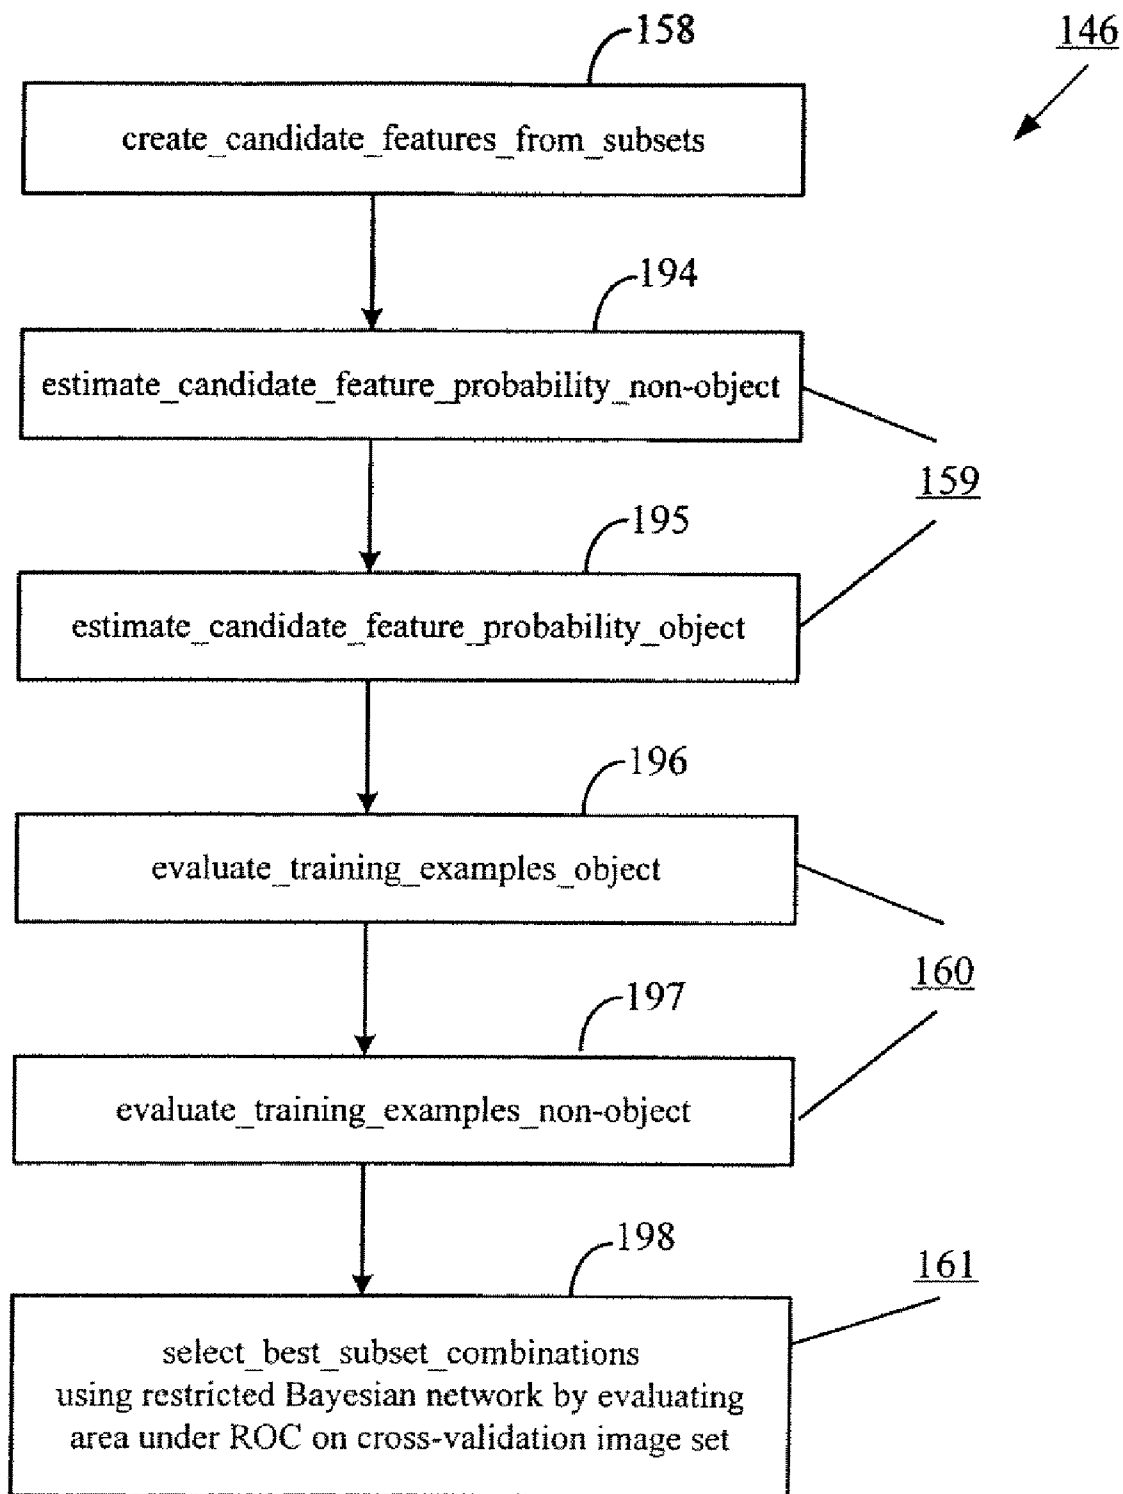 158
146
create_candidate_features_from_subsets
194
estimate_candidate_feature_probability_non-object
159
195
estimate_candidate_feature_probability_object
196
evaluate_training_examples_object
160
197
evaluate_training_examples_non-object
198
161
select_best_subset_combinations
using restricted Bayesian network by evaluating
area under ROC on cross-validation image set